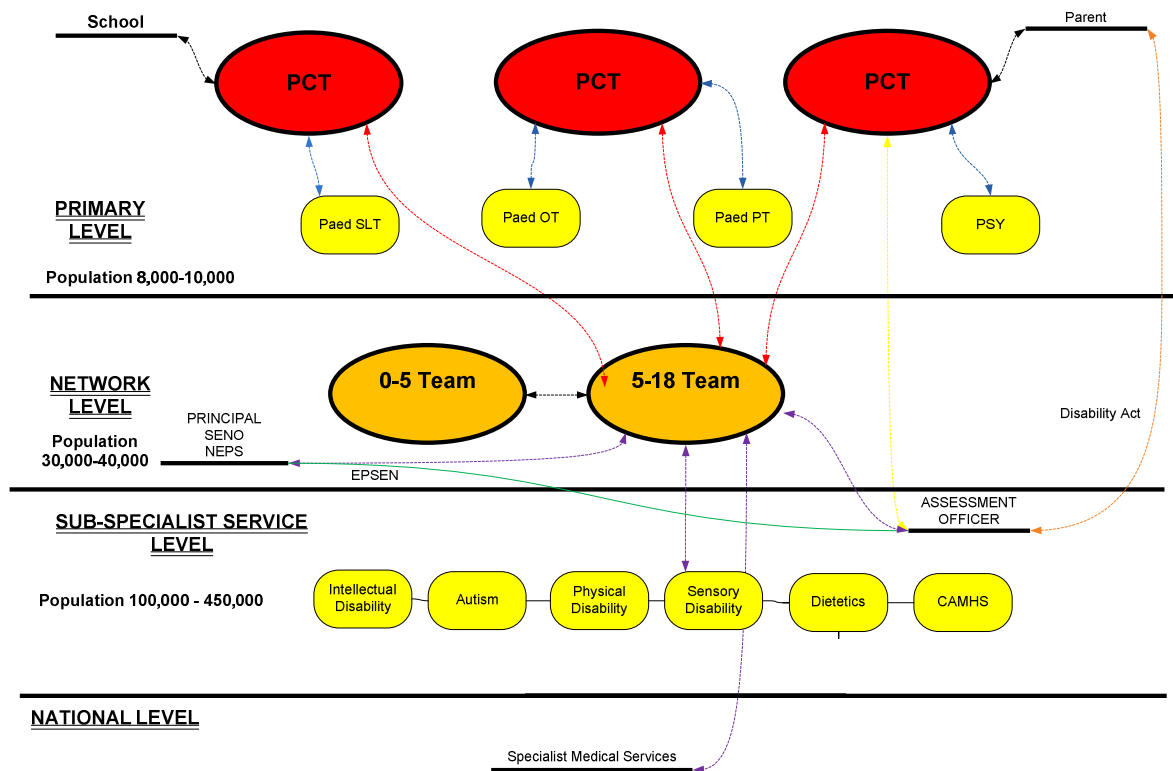 School
Parent
PCT
PCT
PCT
Paed SLT
Paed OT
Paed PT
PSY
PRIMARY
LEVEL
Population 8,000-10,000
0-5 Team
5-18 Team
NETWORK
LEVEL
Population
30,000-40,000
PRINCIPAL
SENO
NEPS
EPSEN
Disability Act
SUB-SPECIALIST SERVICE
LEVEL
ASSESSMENT
OFFICER
Population 100,000 - 450,000
Intellectual
Disability
Autism
Physical
Disability
Sensory
Disability
Dietetics
CAMHS
NATIONAL LEVEL
Specialist Medical Services